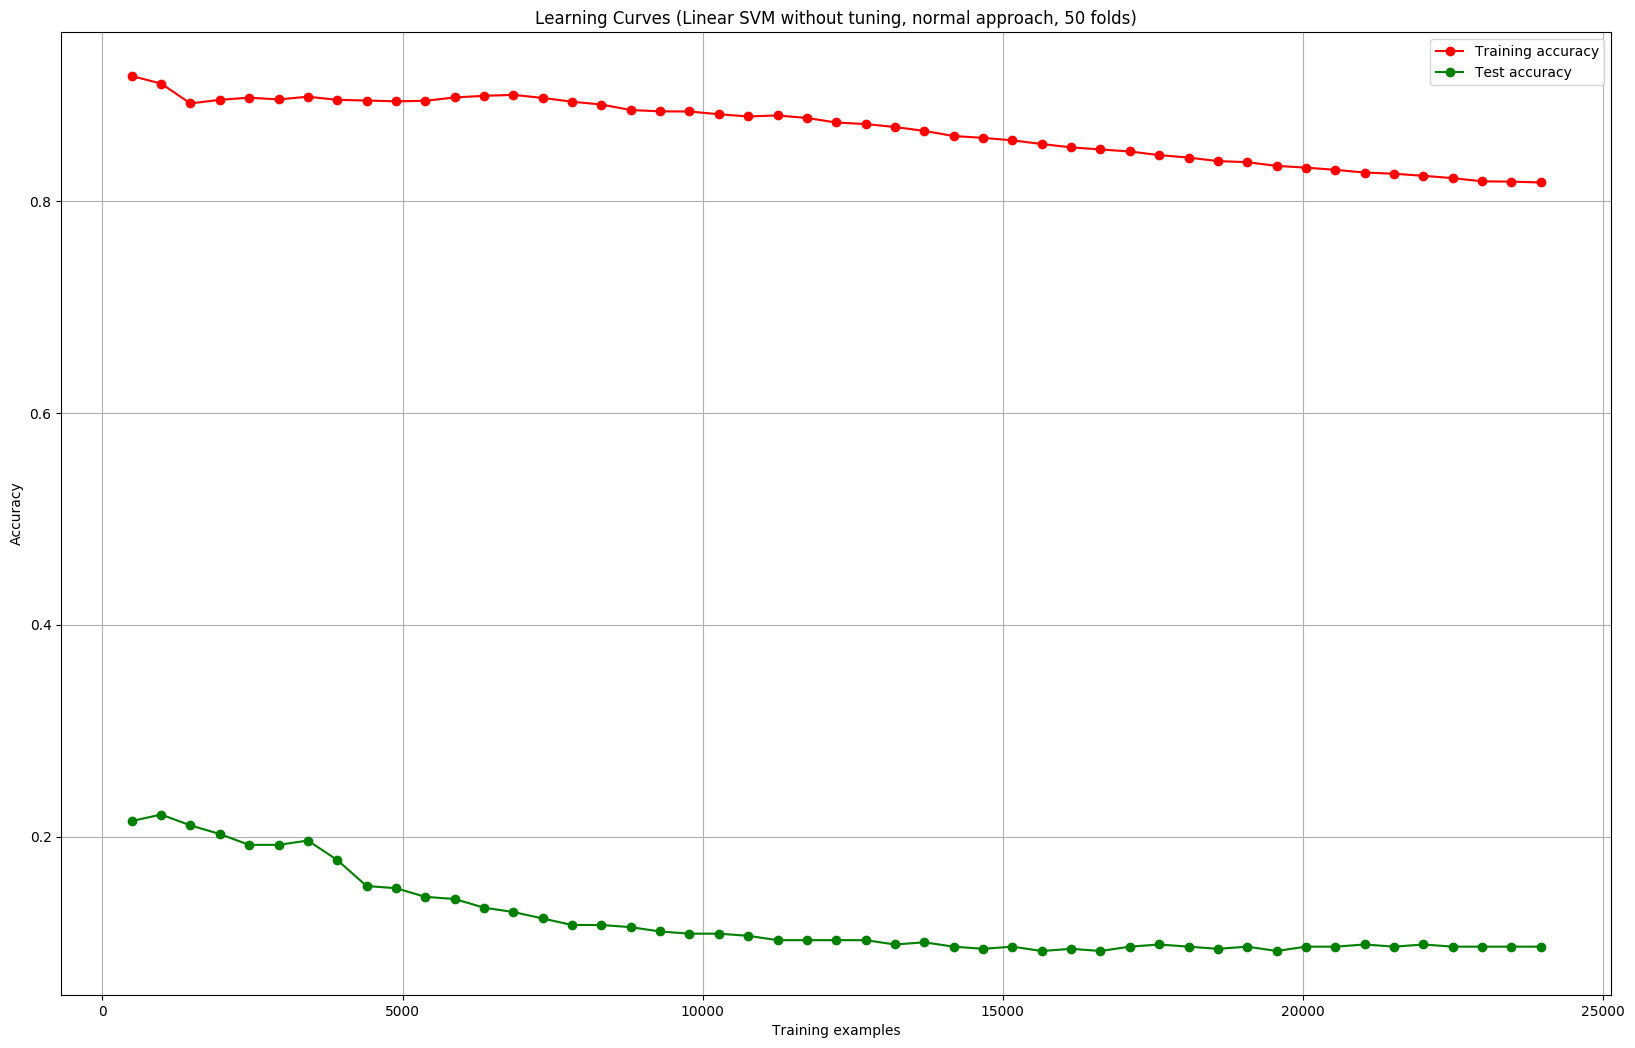 Learning Curves (Linear SVM without tuning, normal approach, 50 folds)
Training accuracy
Test accuracy
0.8
0.6
0.4
0.2
Accuracy
0 5000 10000 15000 20000 25000
Training examples